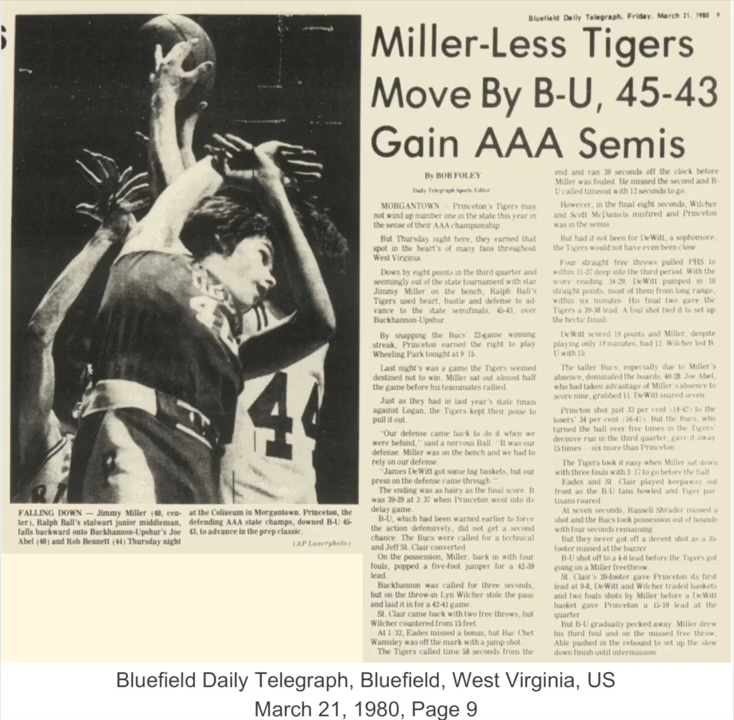 S
Bluefield Daily Telegraph, Friday, March 21, 1980 9
Miller-Less Tigers
Move By B-U, 45-43
Gain AAA Semis
By BOB FOLEY
Daily Telegraph Sports Editor
MORGANTOWN — Princeton's Tigers may
not wind up number one in the state this year in
the sense of their AAA championship
But Thursday night here, they earned that
spot in the heart's of many fans throughout
West Virginia.
Down by eight points in the third quarter and
seemingly out of the state tournament with star
Jimmy Miller on the bench, Ralph Ball's
Tigers used heart, hustle and defense to ad-
vance to the state semifinals, 45-43, over
Buckhannon-Upshur
By snapping the Bucs' 22-game winning
streak, Princeton earned the right to play
Wheeling Park tonight at 9:15
Last night's was a game the Tigers seemed
destined not to win. Miller sat out almost half
the game before his teammates rallied.
Just as they had in last year's state finals
against Logan, the Tigers kept their poise to
pull it out.
"Our defense came back to do it when we
were behind," said a nervous Ball. "It was our
defense. Miller was on the bench and we had to
rely on our defense.
"James DeWitt got some big baskets, but our
press on the defense came through."
The ending was as hairy as the final score. It
was 39-39 at 2:37 when Princeton went into its
delay game.
B-U, which had been warned earlier to force
the action defensively, did not get a second
chance. The Bucs were called for a technical
and Jeff St. Clair converted.
On the possession, Miller, back in with four
fouls, popped a five-foot jumper for a 42-39
lead.
Buckhannon was called for three seconds,
but on the throw-in Lyn Wilcher stole the pass
and laid it in for a 42-41 game.
St. Clair came back with two free throws, but
Wilcher countered from 15 feet.
At 1:32, Eades missed a bonus, but Buc Chet
Wamsley was off the mark with a jump shot.
The Tigers called time 58 seconds from the
end and ran 39 seconds off the clock before
Miller was fouled. He missed the second and B-
U called timeout with 12 seconds to go.
However, in the final eight seconds, Wilcher
and Scott McDaniels misfired and Princeton
was in the semis.
But had it not been for DeWitt, a sophomore,
the Tigers would not have even been close.
Four straight free throws pulled PHS to
within 31-27 deep into the third period. With the
score reading 34-29, DeWitt pumped in 10
straight points, most of them from long range,
within six minutes. His final two gave the
Tigers a 39-38 lead. A foul shot tied it to set up
the hectic finish.
DeWitt scored 19 points and Miller, despite
playing only 19 minutes, had 12. Wilcher led B-
U with 15.
The taller Bucs, especially due to Miller's
absence, dominated the boards, 40-28. Joe Abel,
who had taken advantage of Miller's absence to
score nine, grabbed 11. DeWitt snared seven.
Princeton shot just 33 per cent (14-42) to the
losers' 34 per cent (16-47). But the Bucs, who
turned the ball over five times in the Tigers'
decisive run in the third quarter, gave it away
15 times — six more than Princeton.
The Tigers took it easy when Miller sat down
with three fouls with 3:17 to go before the half.
Eades and St. Clair played keepaway out
front as the B-U fans howled and Tiger par-
tisans roared.
At seven seconds, Russell Shrader missed a
shot and the Bucs took possession out of bounds
with four seconds remaining.
But they never got off a decent shot as a 35-
footer missed at the buzzer.
B-U shot off to a 4-0 lead before the Tigers got
going on a Miller freethrow.
St. Clair's 20-footer gave Princeton its first
lead at 9-8, DeWitt and Wilcher traded baskets
and two fouls shots by Miller before a DeWitt
basket gave Princeton a 15-10 lead at the
quarter.
But B-U gradually pecked away. Miller drew
his third foul and on the missed free throw,
Able pushed in the rebound to set up the slow
down finish until intermission.
44
FALLING DOWN — Jimmy Miller (40, cen-
ter), Ralph Ball's stalwart junior middleman,
falls backward onto Buckhannon-Upshur's Joe
Abel (40) and Rob Bennett (44) Thursday night
at the Coliseum in Morgantown. Princeton, the
defending AAA state champs, downed B-U 45-
43, to advance in the prep classic.
(AP Laserphoto)
Bluefield Daily Telegraph, Bluefield, West Virginia, US
March 21, 1980, Page 9